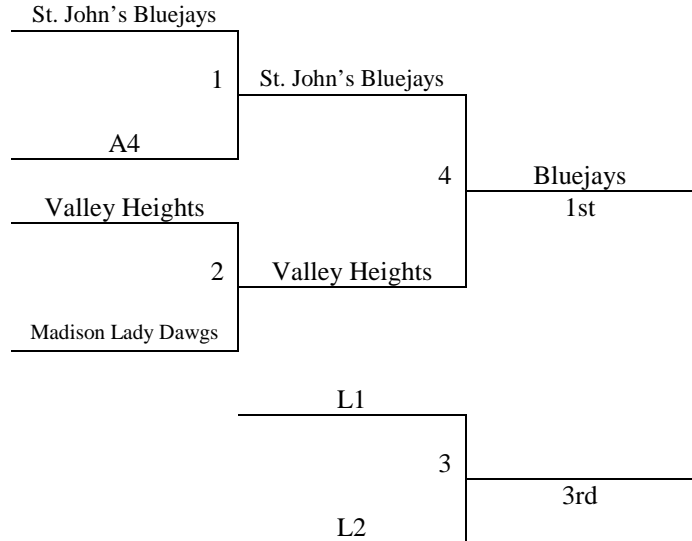 St. John’s Bluejays
1
St. John’s Bluejays
A4
4
Bluejays
1st
Valley Heights
2
Valley Heights
Madison Lady Dawgs
L1
3
3rd
L2